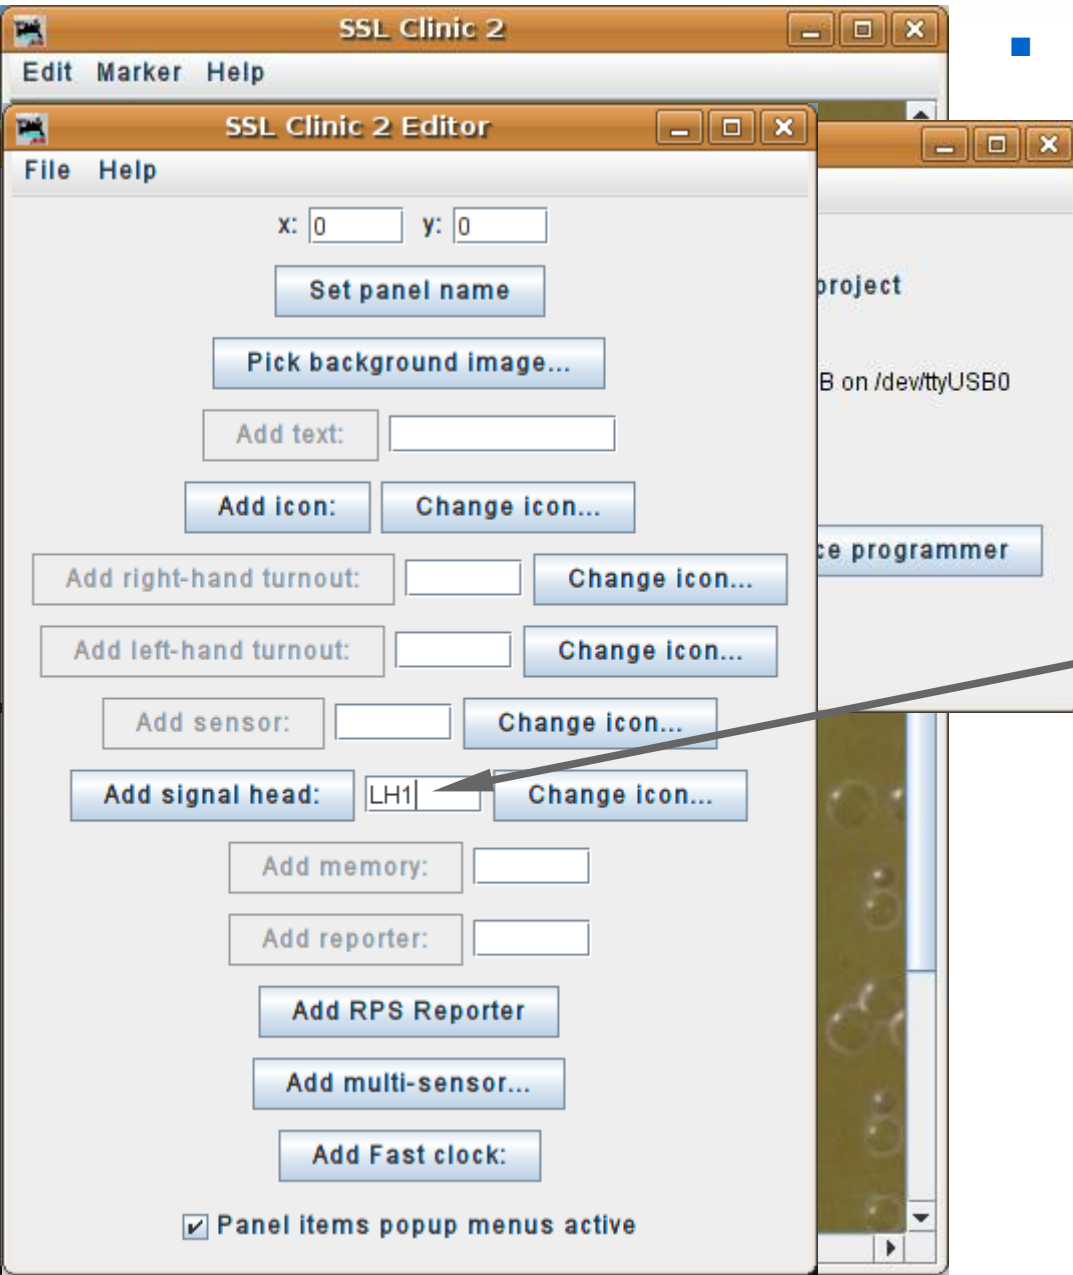 SSL Clinic 2
Edit Marker Help
SSL Clinic 2 Editor
File Help
x: 0 y: 0
Set panel name
project
Pick background image...
B on /dev/ttyUSB0
Add text:
Add icon: Change icon...
ce programmer
Add right-hand turnout: Change icon...
Add left-hand turnout: Change icon...
Add sensor: Change icon...
Add signal head: LH1 Change icon...
Add memory:
Add reporter:
Add RPS Reporter
Add multi-sensor...
Add Fast clock:
Panel items popup menus active